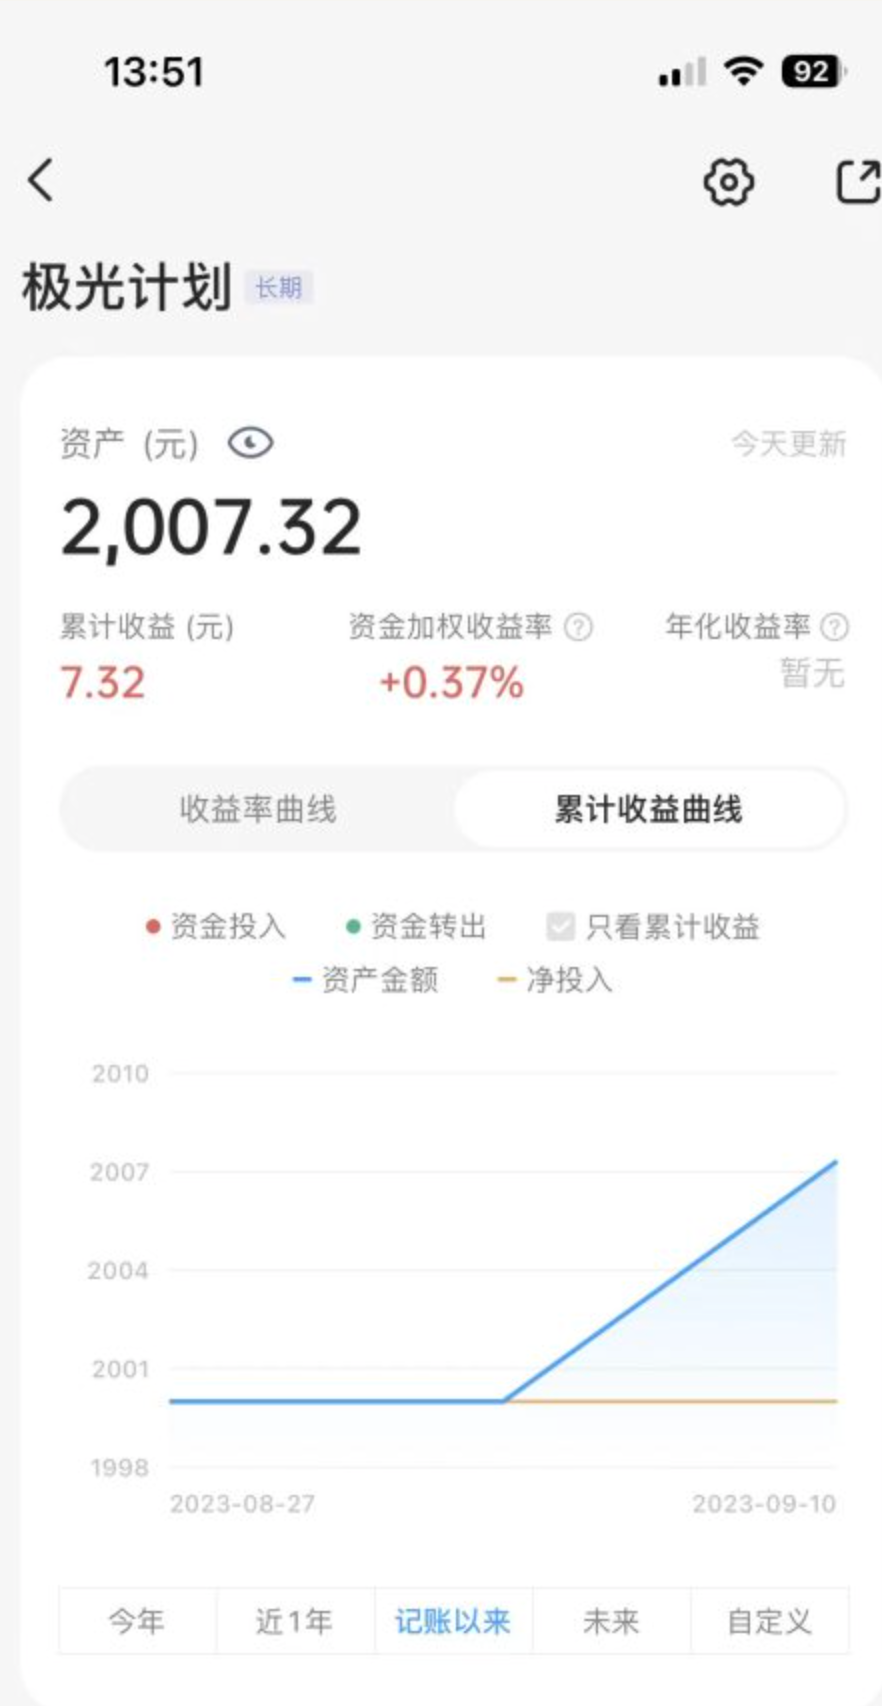 13:51 92
极光计划 长期
资产 (元) 今天更新
2,007.32
累计收益 (元) 资金加权收益率 ? 年化收益率 ?
7.32 +0.37% 暂无
收益率曲线 累计收益曲线
资金投入 资金转出 只看累计收益
资产金额 净投入
2010
2007
2004
2001
1998
2023-08-27 2023-09-10
今年 近1年 记账以来 未来 自定义